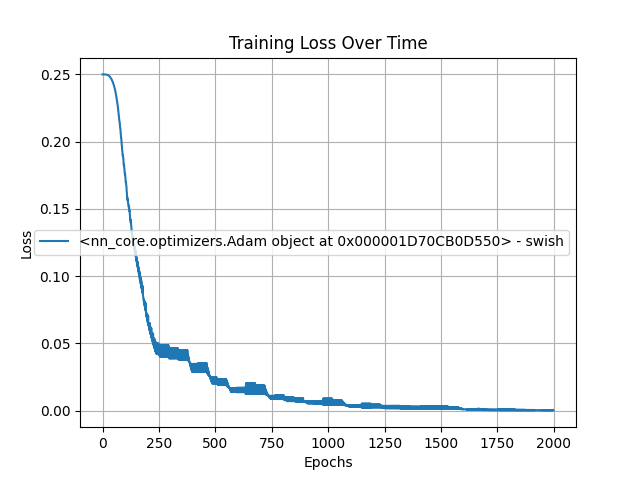 Training Loss Over Time
0.25
0.20
0.15
0.10
0.05
0.00
Loss
<nn_core.optimizers.Adam object at 0x000001D70CB0D550> - swish
0 250 500 750 1000 1250 1500 1750 2000
Epochs